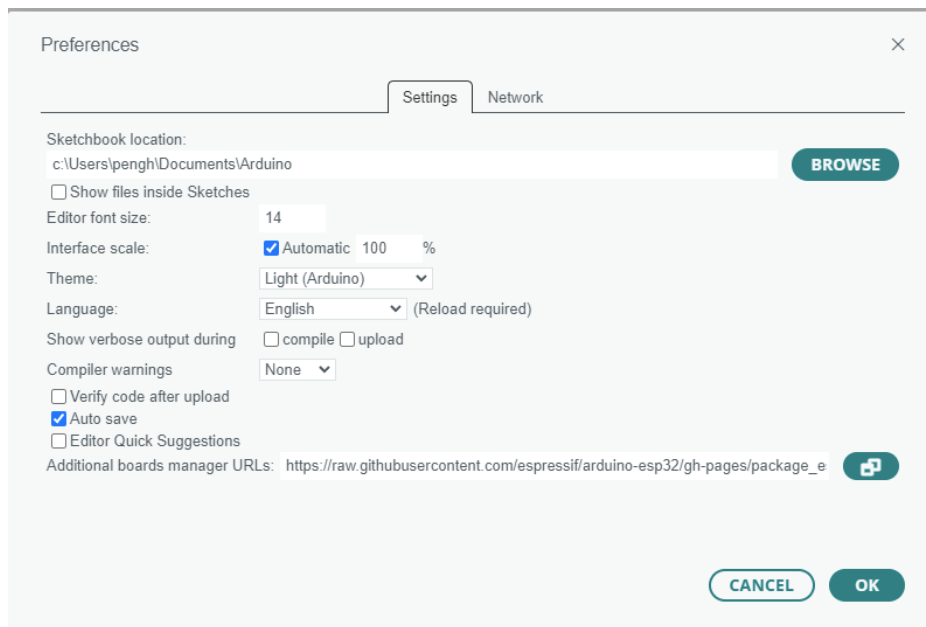 Preferences
Settings Network
Sketchbook location:
c:\Users\pengh\Documents\Arduino
BROWSE
Show files inside Sketches
Editor font size: 14
Interface scale: Automatic 100 %
Theme: Light (Arduino)
Language: English (Reload required)
Show verbose output during compile upload
Compiler warnings None
Verify code after upload
Auto save
Editor Quick Suggestions
Additional boards manager URLs: https://raw.githubusercontent.com/espressif/arduino-esp32/gh-pages/package_e
CANCEL OK